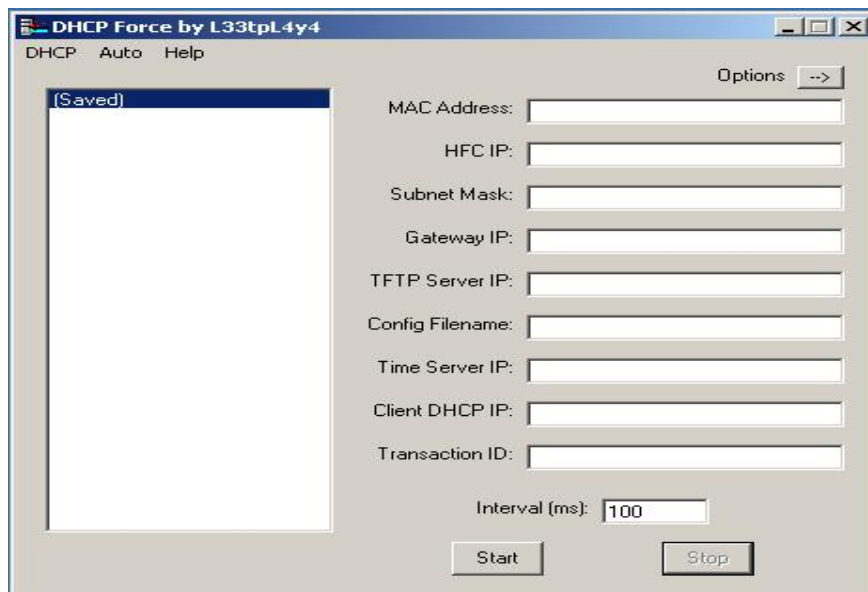 DHCP Force by L33tpL4y4
DHCP Auto Help
Options -->
(Saved)
MAC Address:
HFC IP:
Subnet Mask:
Gateway IP:
TFTP Server IP:
Config Filename:
Time Server IP:
Client DHCP IP:
Transaction ID:
Interval (ms): 100
Start Stop